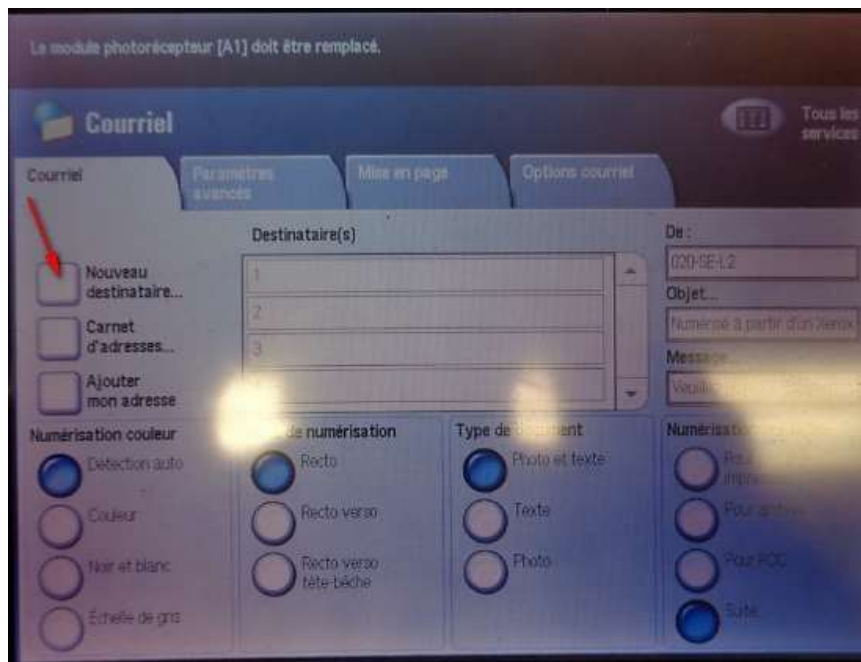 Le module photorécepteur [A1] doit être remplacé.
Courriel
Tous les
services
Courriel
Paramètres
avancés
Mise en page
Options courriel
Nouveau
destinataire...
Carnet
d'adresses...
Ajouter
mon adresse
Destinataire(s)
1
2
3
De :
020-SE-L2
Objet...
Numérisé à partir d'un Xerox
Message...
Numérisation couleur
Détection auto
Couleur
Noir et blanc
Échelle de gris
de numérisation
Recto
Recto verso
Recto verso
tête-bêche
Type de document
Photo et texte
Texte
Photo
Numérisation
Pour
Pour
Pour ROC
Suite...